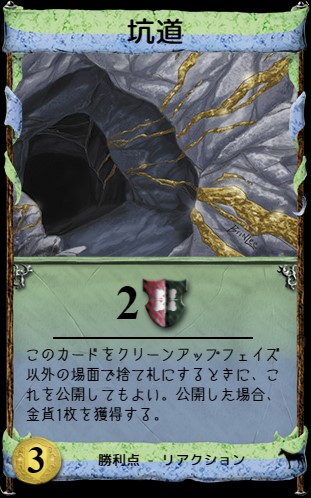 坑道
2
このカードをクリーンアップフェイズ
以外の場面で捨て札にするときに、こ
れを公開してもよい。公開した場合、
金貨1枚を獲得する。
3
勝利点 - リアクション